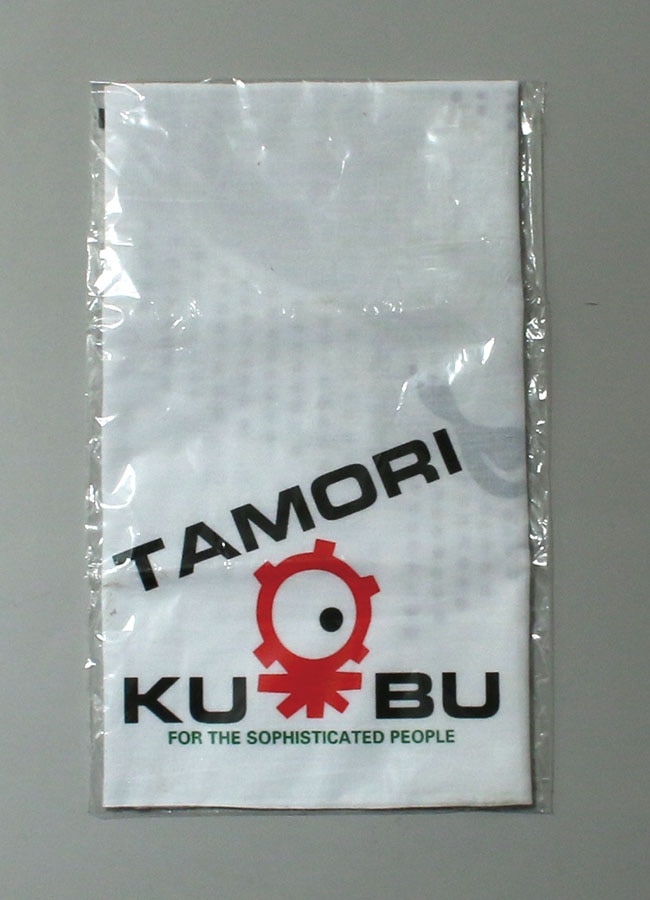 TAMORI
KU BU
FOR THE SOPHISTICATED PEOPLE